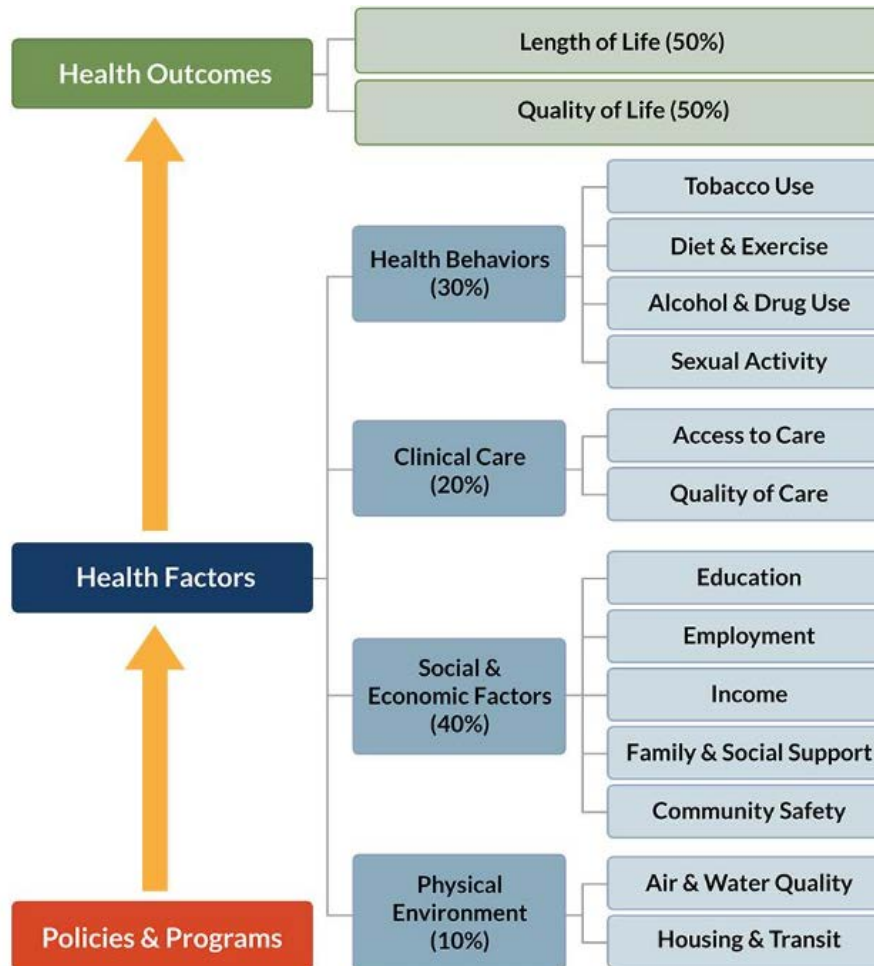 Health Outcomes
Length of Life (50%)
Quality of Life (50%)
Health Factors
Health Behaviors
(30%)
Tobacco Use
Diet & Exercise
Alcohol & Drug Use
Sexual Activity
Clinical Care
(20%)
Access to Care
Quality of Care
Social &
Economic Factors
(40%)
Education
Employment
Income
Family & Social Support
Community Safety
Physical
Environment
(10%)
Air & Water Quality
Housing & Transit
Policies & Programs